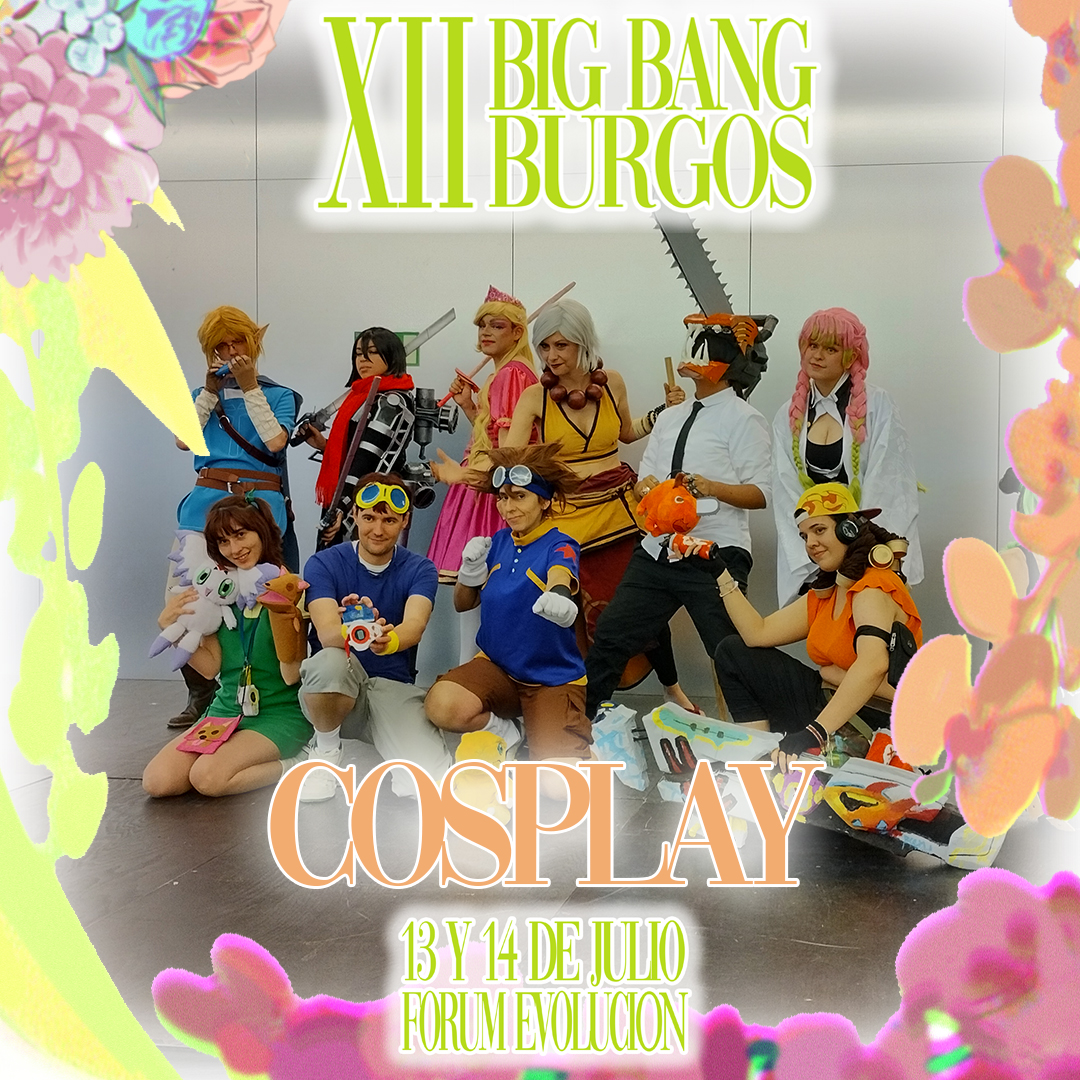 XII BIG BANG
BURGOS
COSPLAY
13 Y 14 DE JULIO
FORUM EVOLUCION